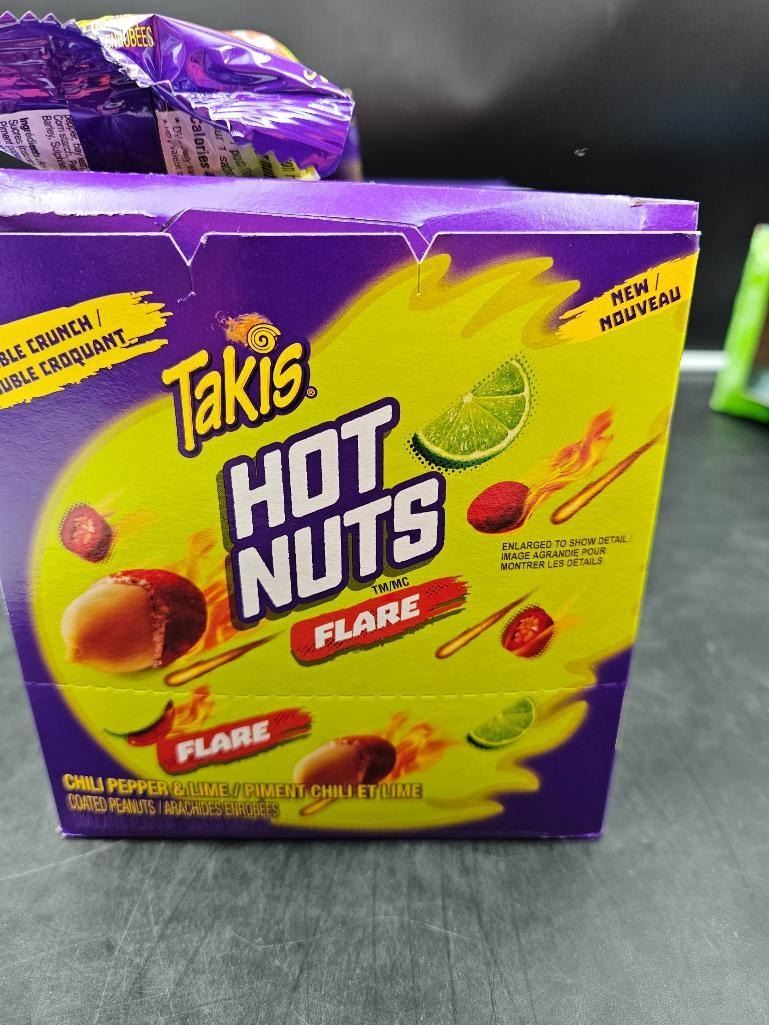 Calories
BLE CRUNCH /
UBLE CROQUANT
NEW /
NOUVEAU
Takis®
HOT
NUTS
TM/MC
FLARE
ENLARGED TO SHOW DETAIL /
IMAGE AGRANDIE POUR
MONTRER LES DÉTAILS
FLARE
CHILI PEPPER & LIME / PIMENT CHILI ET LIME
COATED PEANUTS / ARACHIDES ENROBÉES